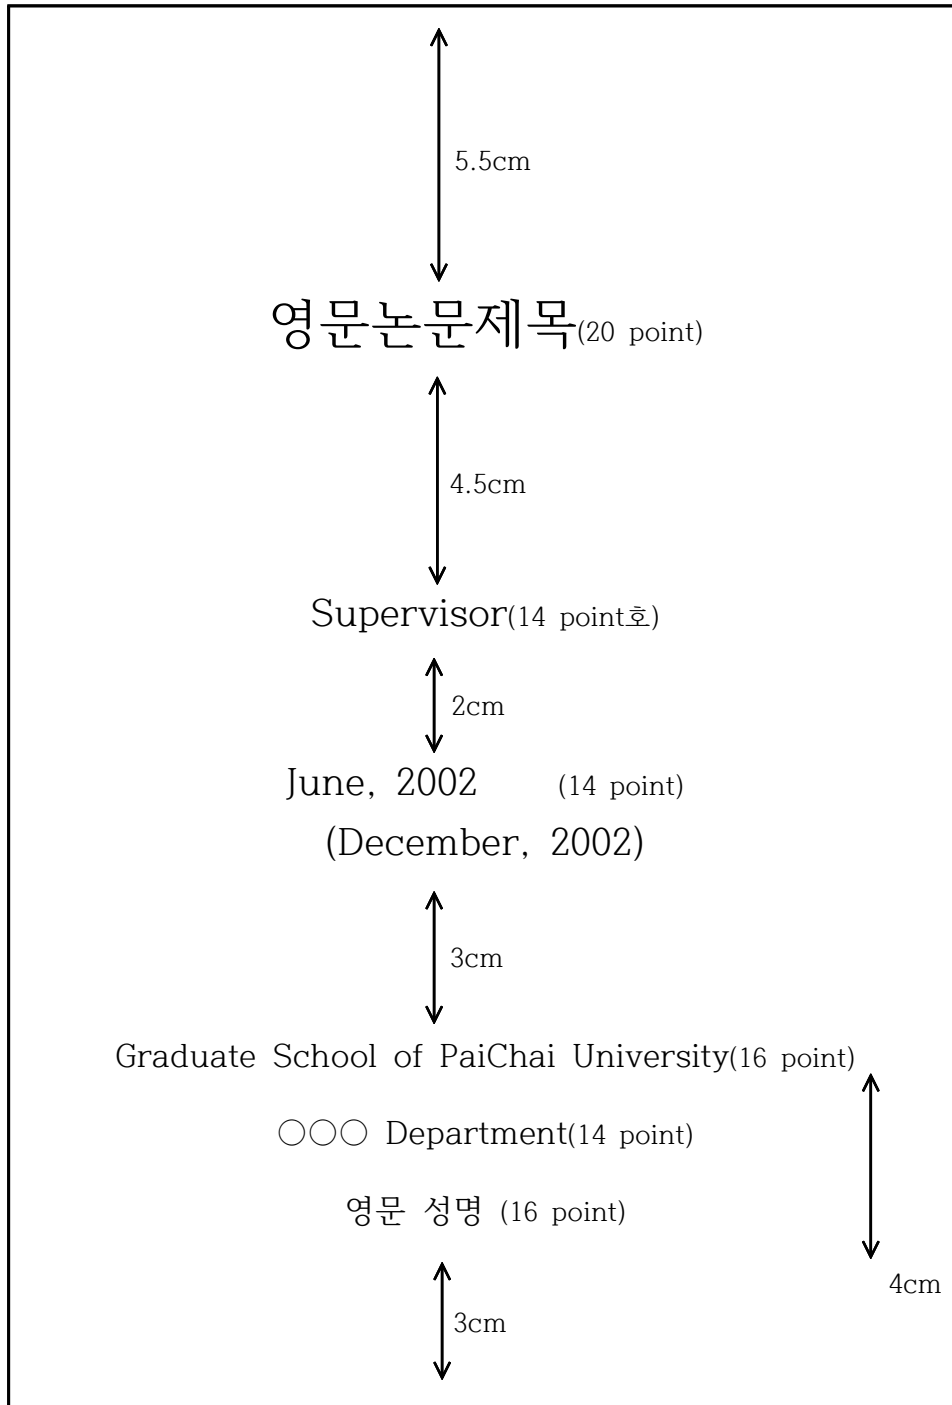 5.5cm
영문논문제목(20 point)
4.5cm
Supervisor(14 point호)
2cm
June, 2002 (14 point)
(December, 2002)
3cm
Graduate School of PaiChai University(16 point)
○○○ Department(14 point)
영문 성명 (16 point)
4cm
3cm